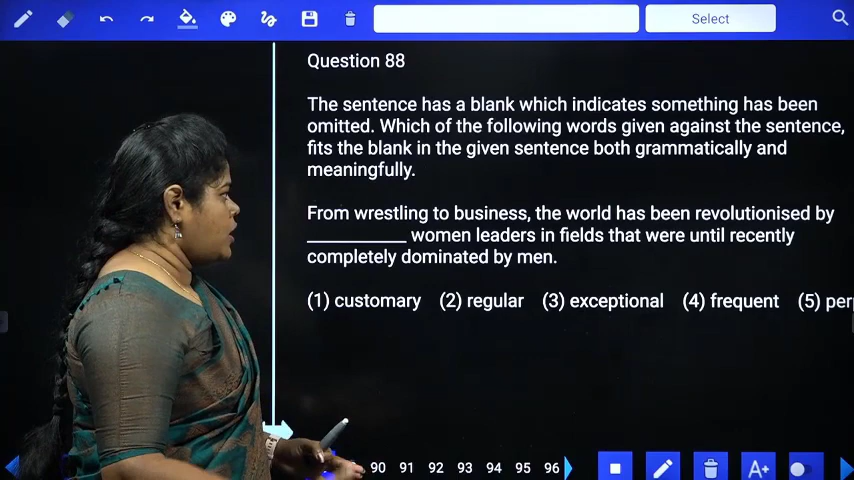 Select
Question 88
The sentence has a blank which indicates something has been
omitted. Which of the following words given against the sentence,
fits the blank in the given sentence both grammatically and
meaningfully.
From wrestling to business, the world has been revolutionised by
__________ women leaders in fields that were until recently
completely dominated by men.
(1) customary (2) regular (3) exceptional (4) frequent (5)
90 91 92 93 94 95 96
A+